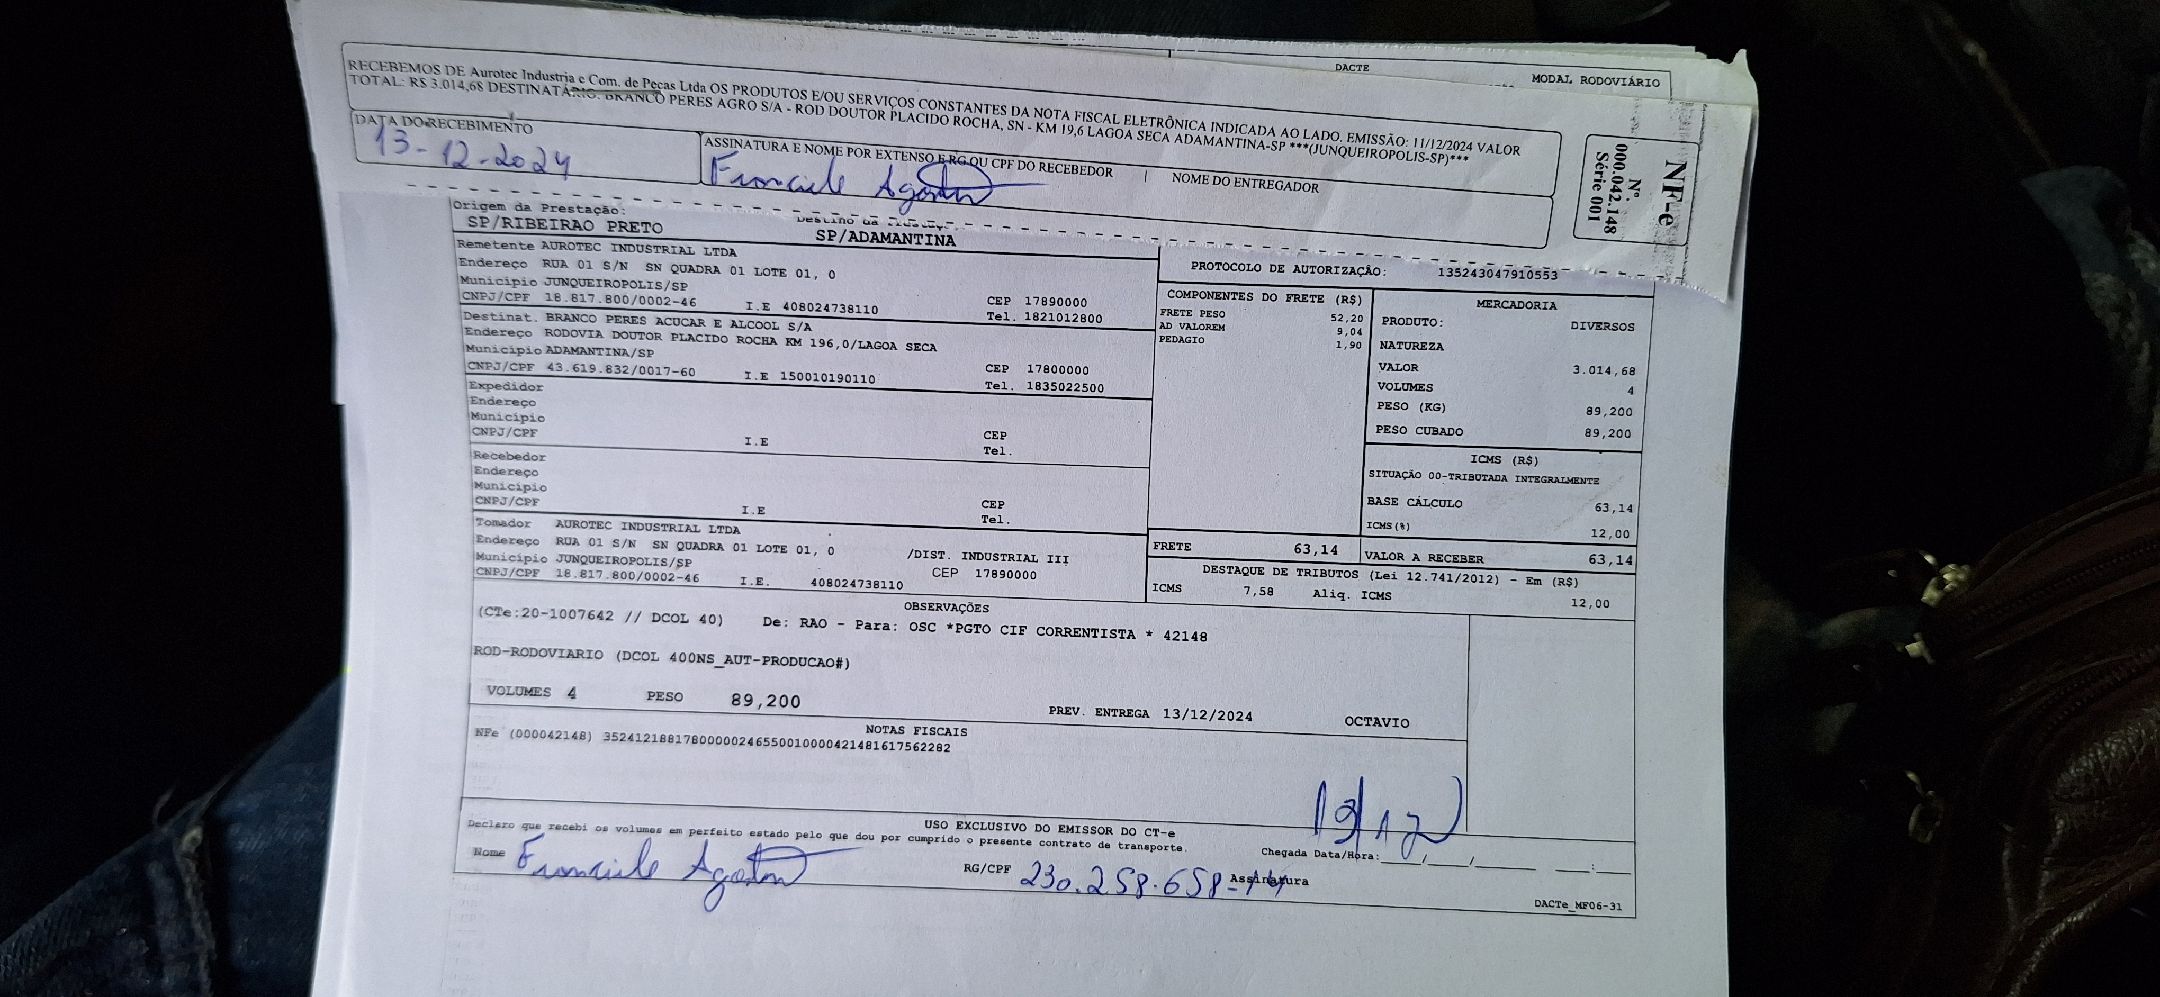 DACTE
MODAL RODOVIÁRIO
RECEBEMOS DE Aurotec Industria e Com. de Peças Ltda OS PRODUTOS E/OU SERVIÇOS CONSTANTES DA NOTA FISCAL ELETRÔNICA INDICADA AO LADO. EMISSÃO: 11/12/2024 VALOR
TOTAL: R$ 3.014,68 DESTINATÁRIO: BRANCO PERES AGRO S/A - ROD DOUTOR PLACIDO ROCHA, SN - KM 19,6 LAGOA SECA ADAMANTINA-SP ***(JUNQUEIROPOLIS-SP)***
DATA DO RECEBIMENTO
13-12-2024
ASSINATURA E NOME POR EXTENSO E RG OU CPF DO RECEBEDOR | NOME DO ENTREGADOR
NF-e
Nº
000.042.148
Série 001
Origem da Prestação:
SP/RIBEIRAO PRETO
SP/ADAMANTINA
Remetente AUROTEC INDUSTRIAL LTDA
Endereço RUA 01 S/N SN QUADRA 01 LOTE 01, 0
Município JUNQUEIROPOLIS/SP
CEP 17890000
CNPJ/CPF 18.817.800/0002-46 I.E 408024738110 Tel. 1821012800
Destinat. BRANCO PERES ACUCAR E ALCOOL S/A
Endereço RODOVIA DOUTOR PLACIDO ROCHA KM 196,0/LAGOA SECA
Município ADAMANTINA/SP
CEP 17800000
CNPJ/CPF 43.619.832/0017-60 I.E 150010190110 Tel. 1835022500
Expedidor
Endereço
Município
CEP
CNPJ/CPF I.E Tel.
Recebedor
Endereço
Município
CEP
CNPJ/CPF I.E Tel.
Tomador AUROTEC INDUSTRIAL LTDA
Endereço RUA 01 S/N SN QUADRA 01 LOTE 01, 0 /DIST. INDUSTRIAL III
Município JUNQUEIROPOLIS/SP CEP 17890000
CNPJ/CPF 18.817.800/0002-46 I.E. 408024738110
PROTOCOLO DE AUTORIZAÇÃO: 135243047910553
COMPONENTES DO FRETE (R$)
FRETE PESO 52,20
AD VALOREM 9,04
PEDAGIO 1,90
MERCADORIA
PRODUTO: DIVERSOS
NATUREZA
VALOR 3.014,68
VOLUMES 4
PESO (KG) 89,200
PESO CUBADO 89,200
ICMS (R$)
SITUAÇÃO 00-TRIBUTADA INTEGRALMENTE
BASE CÁLCULO 63,14
ICMS(%) 12,00
FRETE 63,14 VALOR A RECEBER 63,14
DESTAQUE DE TRIBUTOS (Lei 12.741/2012) - Em (R$)
ICMS 7,58 Aliq. ICMS 12,00
OBSERVAÇÕES
(CTe:20-1007642 // DCOL 40) De: RAO - Para: OSC *PGTO CIF CORRENTISTA * 42148
ROD-RODOVIARIO (DCOL 400NS_AUT-PRODUCAO#)
VOLUMES 4 PESO 89,200 PREV. ENTREGA 13/12/2024 OCTAVIO
NOTAS FISCAIS
NFe (000042148) 35241218817800000246550010000421481617562282
13/12
USO EXCLUSIVO DO EMISSOR DO CT-e
Declaro que recebi os volumes em perfeito estado pelo que dou por cumprido o presente contrato de transporte.
Chegada Data/Hora:____/____/________ ____:____
Nome RG/CPF 230.258.658-14 Assinatura
DACTe_MF06-31